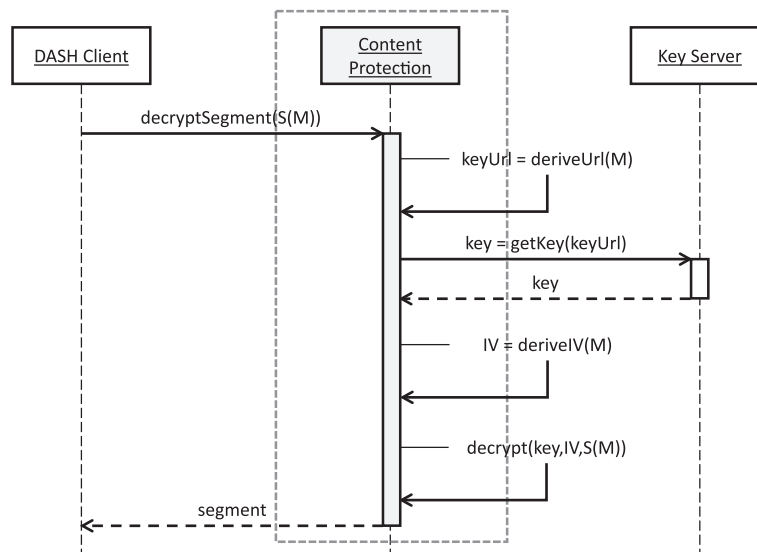 DASH Client
Content
Protection
Key Server
decryptSegment(S(M))
keyUrl = deriveUrl(M)
key = getKey(keyUrl)
key
IV = deriveIV(M)
decrypt(key,IV,S(M))
segment